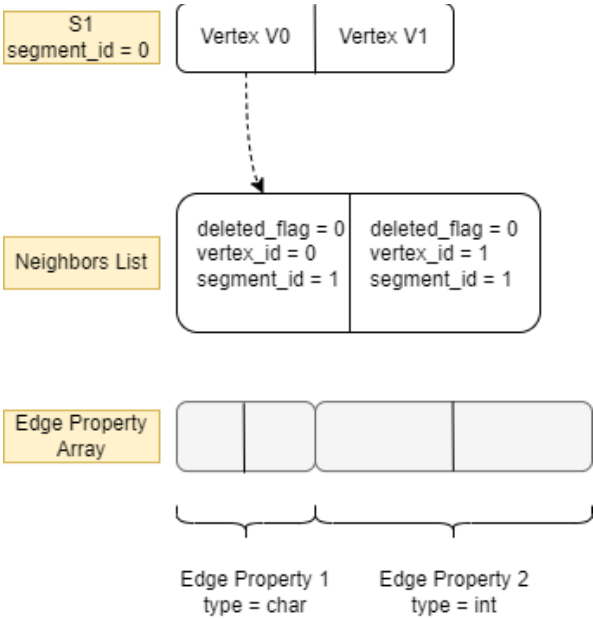 S1
segment_id = 0
Vertex V0
Vertex V1
Neighbors List
deleted_flag = 0
vertex_id = 0
segment_id = 1
deleted_flag = 0
vertex_id = 1
segment_id = 1
Edge Property
Array
Edge Property 1
type = char
Edge Property 2
type = int